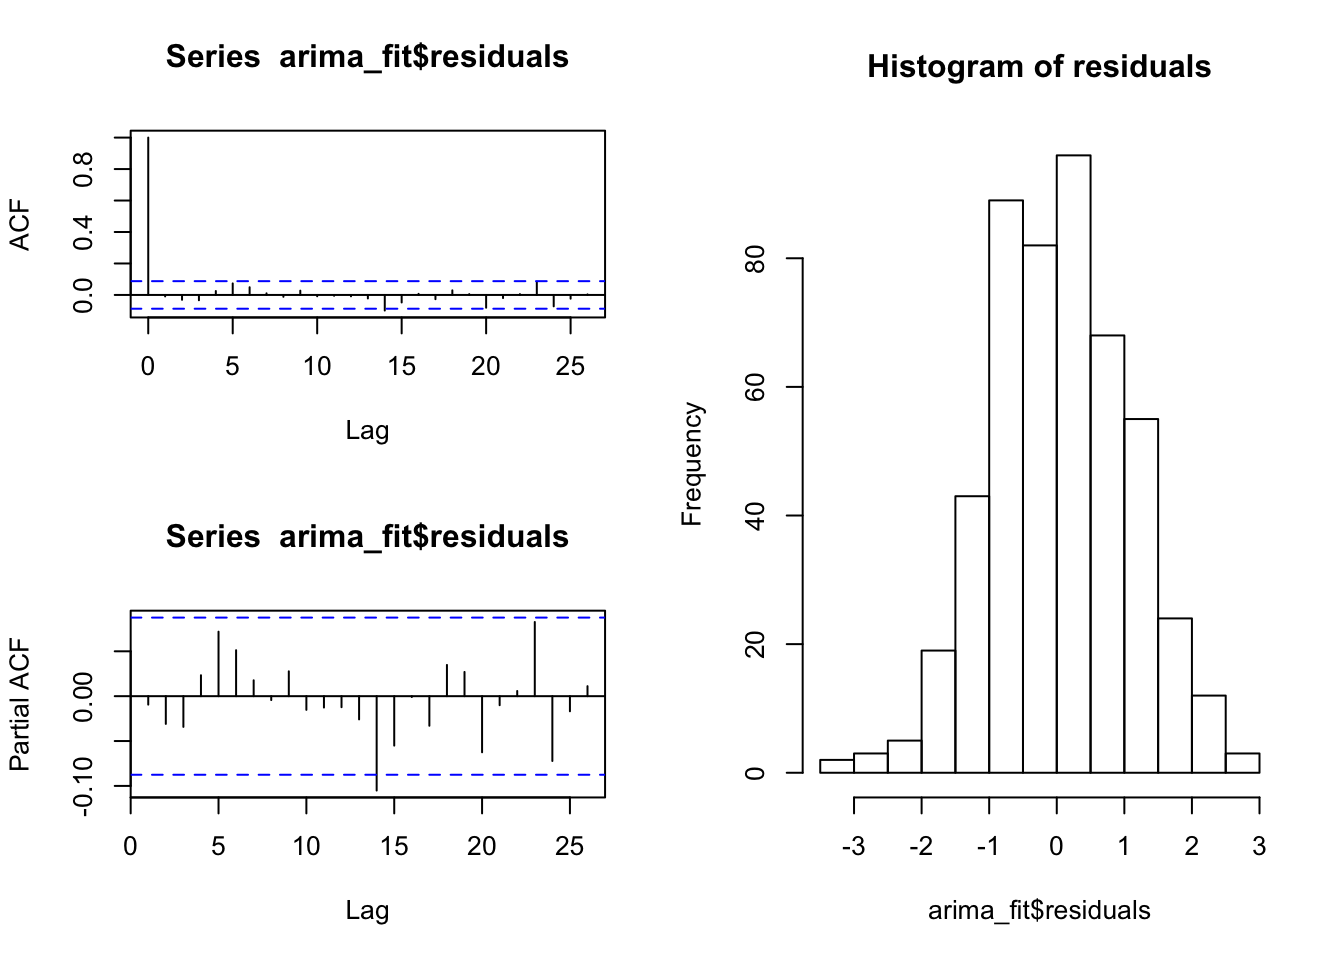 Series  arima_fit$residuals
ACF
0.0 0.4 0.8
0 5 10 15 20 25
Lag
Series  arima_fit$residuals
Partial ACF
-0.10 0.00
0 5 10 15 20 25
Lag
Histogram of residuals
Frequency
0 20 40 60 80
-3 -2 -1 0 1 2 3
arima_fit$residuals